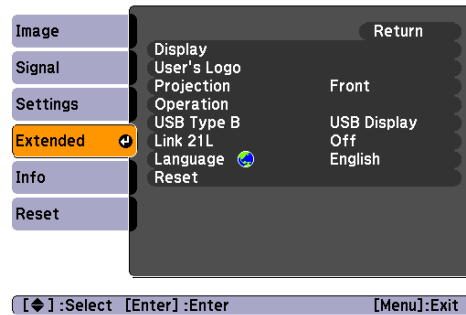 Image
Signal
Settings
Extended
Info
Reset
Return
Display
User's Logo
Projection Front
Operation
USB Type B USB Display
Link 21L Off
Language English
Reset
[◆] :Select [Enter] :Enter [Menu]:Exit